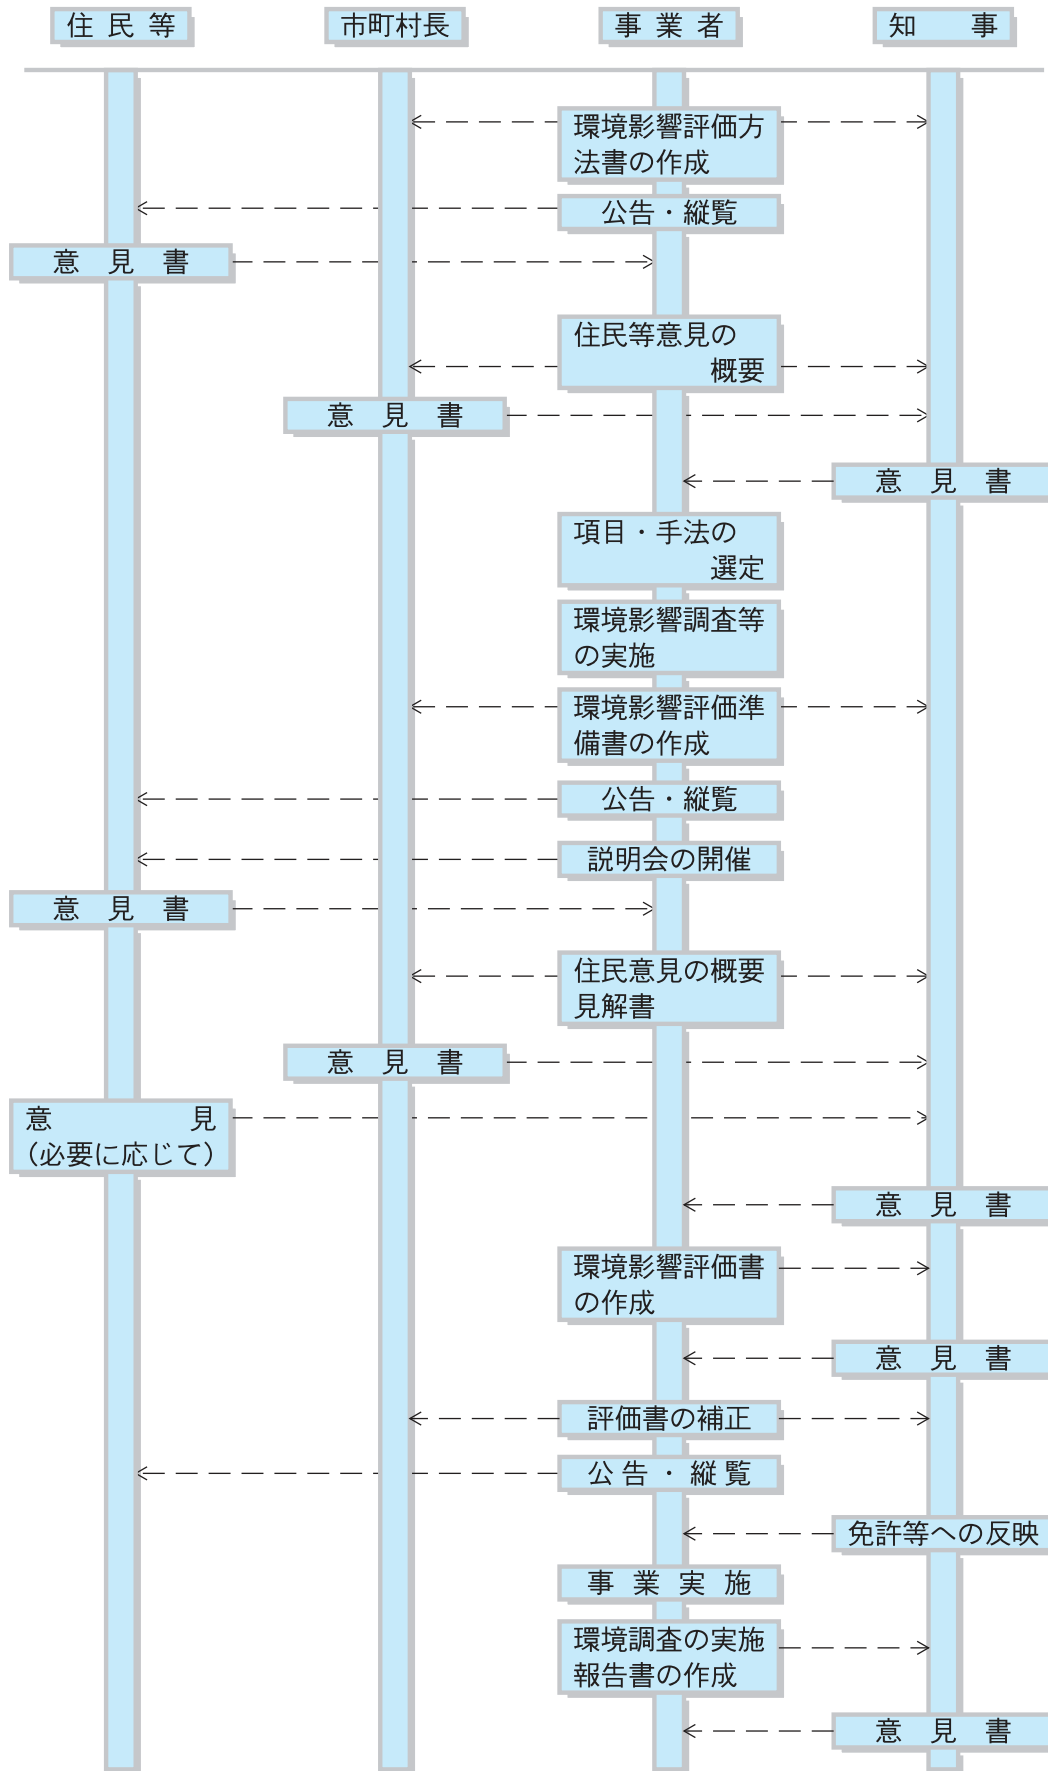 住民等
市町村長
事業者
知事
環境影響評価方
法書の作成
公告・縦覧
意見書
住民等意見の
概要
意見書
意見書
項目・手法の
選定
環境影響調査等
の実施
環境影響評価準
備書の作成
公告・縦覧
説明会の開催
意見書
住民意見の概要
見解書
意見書
意見
（必要に応じて）
意見書
環境影響評価書
の作成
意見書
評価書の補正
公告・縦覧
免許等への反映
事業実施
環境調査の実施
報告書の作成
意見書